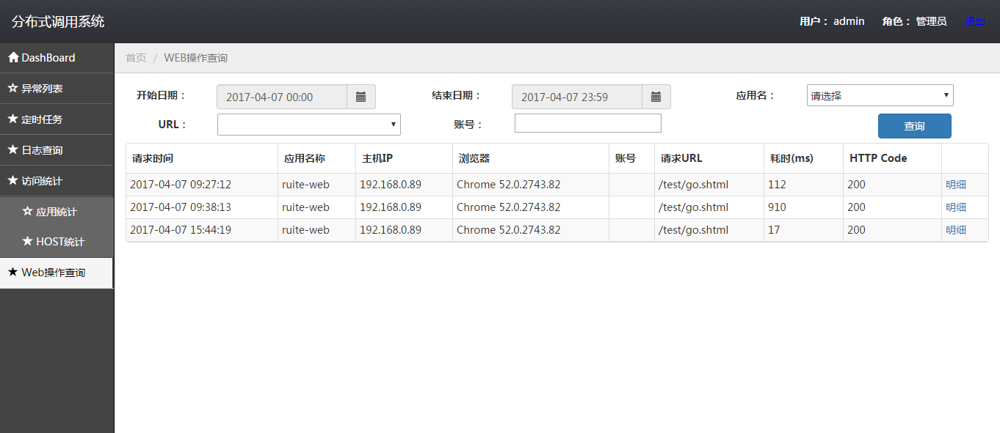 分布式调用系统
用户： admin 角色： 管理员 退出
DashBoard
异常列表
定时任务
日志查询
访问统计
应用统计
HOST统计
Web操作查询
首页 / WEB操作查询
开始日期： 2017-04-07 00:00 结束日期： 2017-04-07 23:59 应用名： 请选择
URL： 账号： 查询
请求时间 应用名称 主机IP 浏览器 账号 请求URL 耗时(ms) HTTP Code
2017-04-07 09:27:12 ruite-web 192.168.0.89 Chrome 52.0.2743.82 /test/go.shtml 112 200 明细
2017-04-07 09:38:13 ruite-web 192.168.0.89 Chrome 52.0.2743.82 /test/go.shtml 910 200 明细
2017-04-07 15:44:19 ruite-web 192.168.0.89 Chrome 52.0.2743.82 /test/go.shtml 17 200 明细